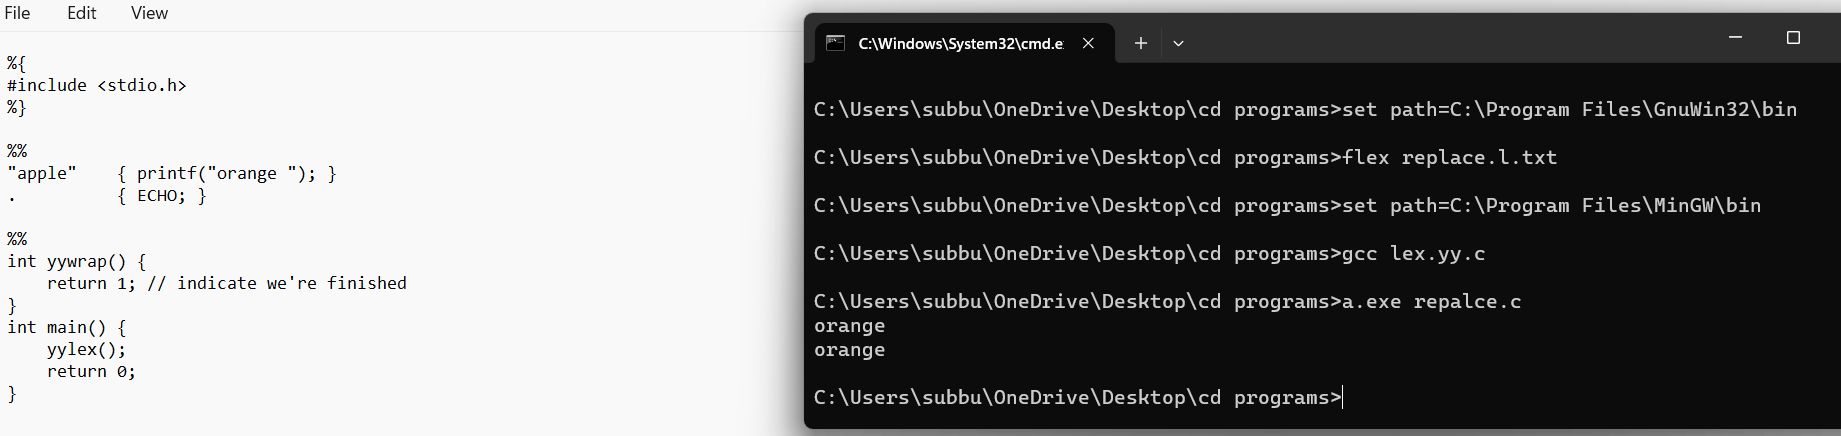 File Edit View
%{
#include <stdio.h>
%}
%%
"apple"    { printf("orange "); }
.          { ECHO; }
%%
int yywrap() {
    return 1; // indicate we're finished
}
int main() {
    yylex();
    return 0;
}
C:\Windows\System32\cmd.e
C:\Users\subbu\OneDrive\Desktop\cd programs>set path=C:\Program Files\GnuWin32\bin
C:\Users\subbu\OneDrive\Desktop\cd programs>flex replace.l.txt
C:\Users\subbu\OneDrive\Desktop\cd programs>set path=C:\Program Files\MinGW\bin
C:\Users\subbu\OneDrive\Desktop\cd programs>gcc lex.yy.c
C:\Users\subbu\OneDrive\Desktop\cd programs>a.exe repalce.c
orange
orange
C:\Users\subbu\OneDrive\Desktop\cd programs>